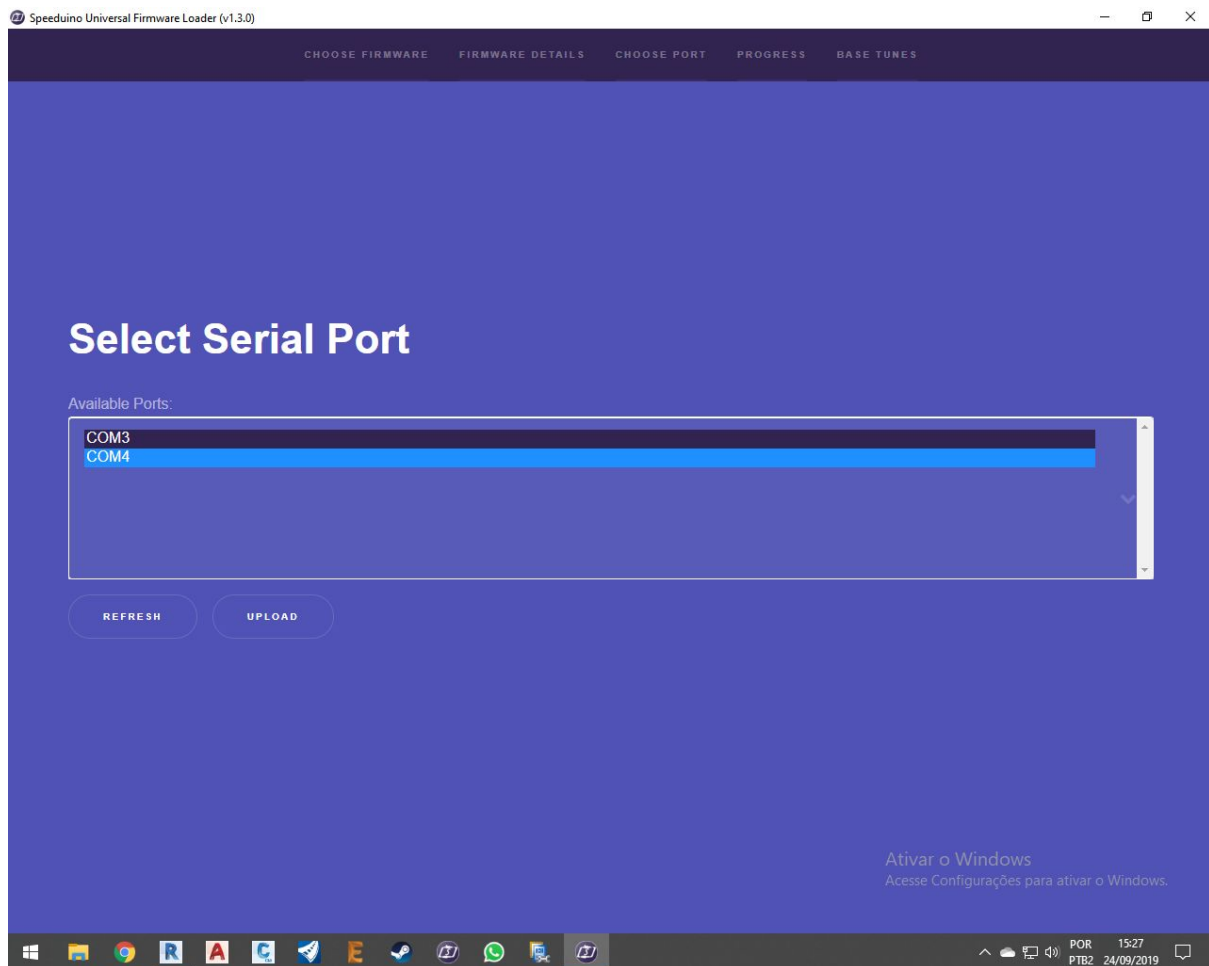 Speeduino Universal Firmware Loader (v1.3.0)
CHOOSE FIRMWARE FIRMWARE DETAILS CHOOSE PORT PROGRESS BASE TUNES
Select Serial Port
Available Ports:
COM3
COM4
REFRESH UPLOAD
Ativar o Windows
Acesse Configurações para ativar o Windows.
POR 15:27
PTB2 24/09/2019